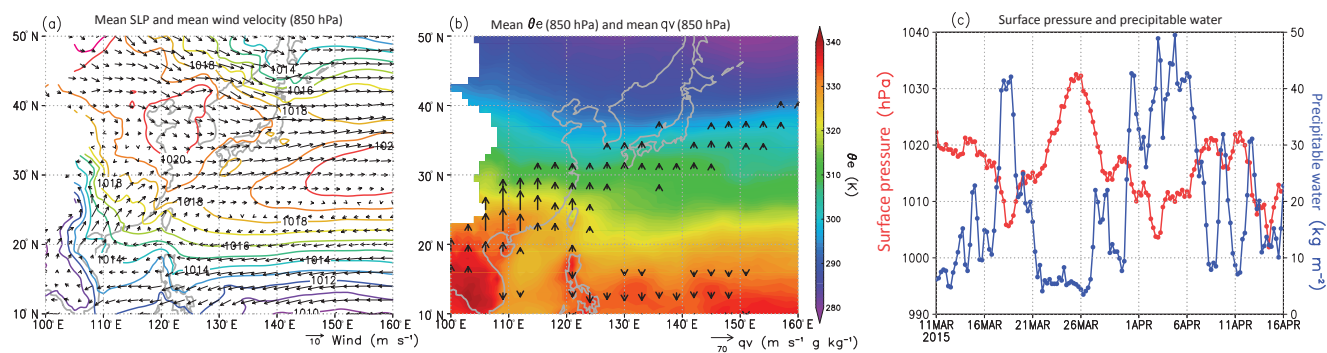 (a) Mean SLP and mean wind velocity (850 hPa)
50° N
40° N
30° N
20° N
10° N
100° E 110° E 120° E 130° E 140° E 150° E 160° E
1018
1014
1016
1018
1020
1018
1018
1018
1016
1014
1014
1014
1012
1010
10 Wind (m s⁻¹)
(b) Mean θe (850 hPa) and mean qv (850 hPa)
50° N
40° N
30° N
20° N
10° N
100° E 110° E 120° E 130° E 140° E 150° E 160° E
340
330
320
310
300
290
280
θe
(K)
70 qv (m s⁻¹ g kg⁻¹)
(c) Surface pressure and precipitable water
Surface pressure (hPa)
1040
1030
1020
1010
1000
990
50
40
30
20
10
0
Precipitable water (kg m⁻²)
11MAR 16MAR 21MAR 26MAR 1APR 6APR 11APR 16APR
2015